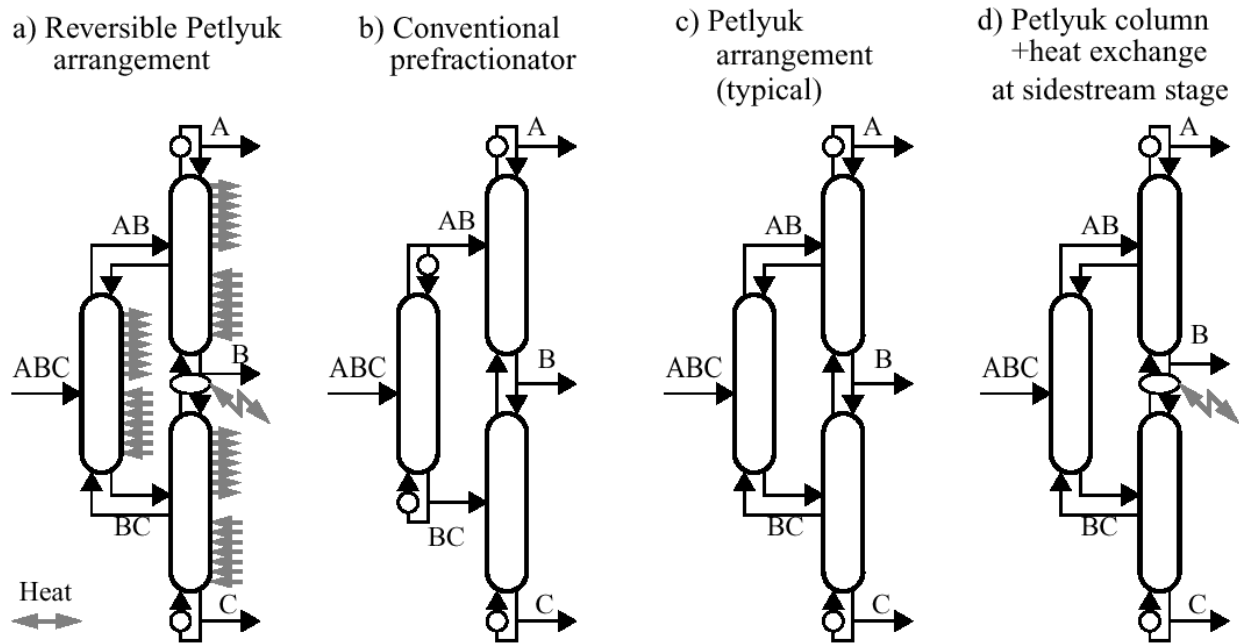 a) Reversible Petlyuk
arrangement
b) Conventional
prefractionator
c) Petlyuk
arrangement
(typical)
d) Petlyuk column
+heat exchange
at sidestream stage
A
AB
ABC
B
BC
C
Heat
A
AB
ABC
B
BC
C
A
AB
ABC
B
BC
C
A
AB
ABC
B
BC
C